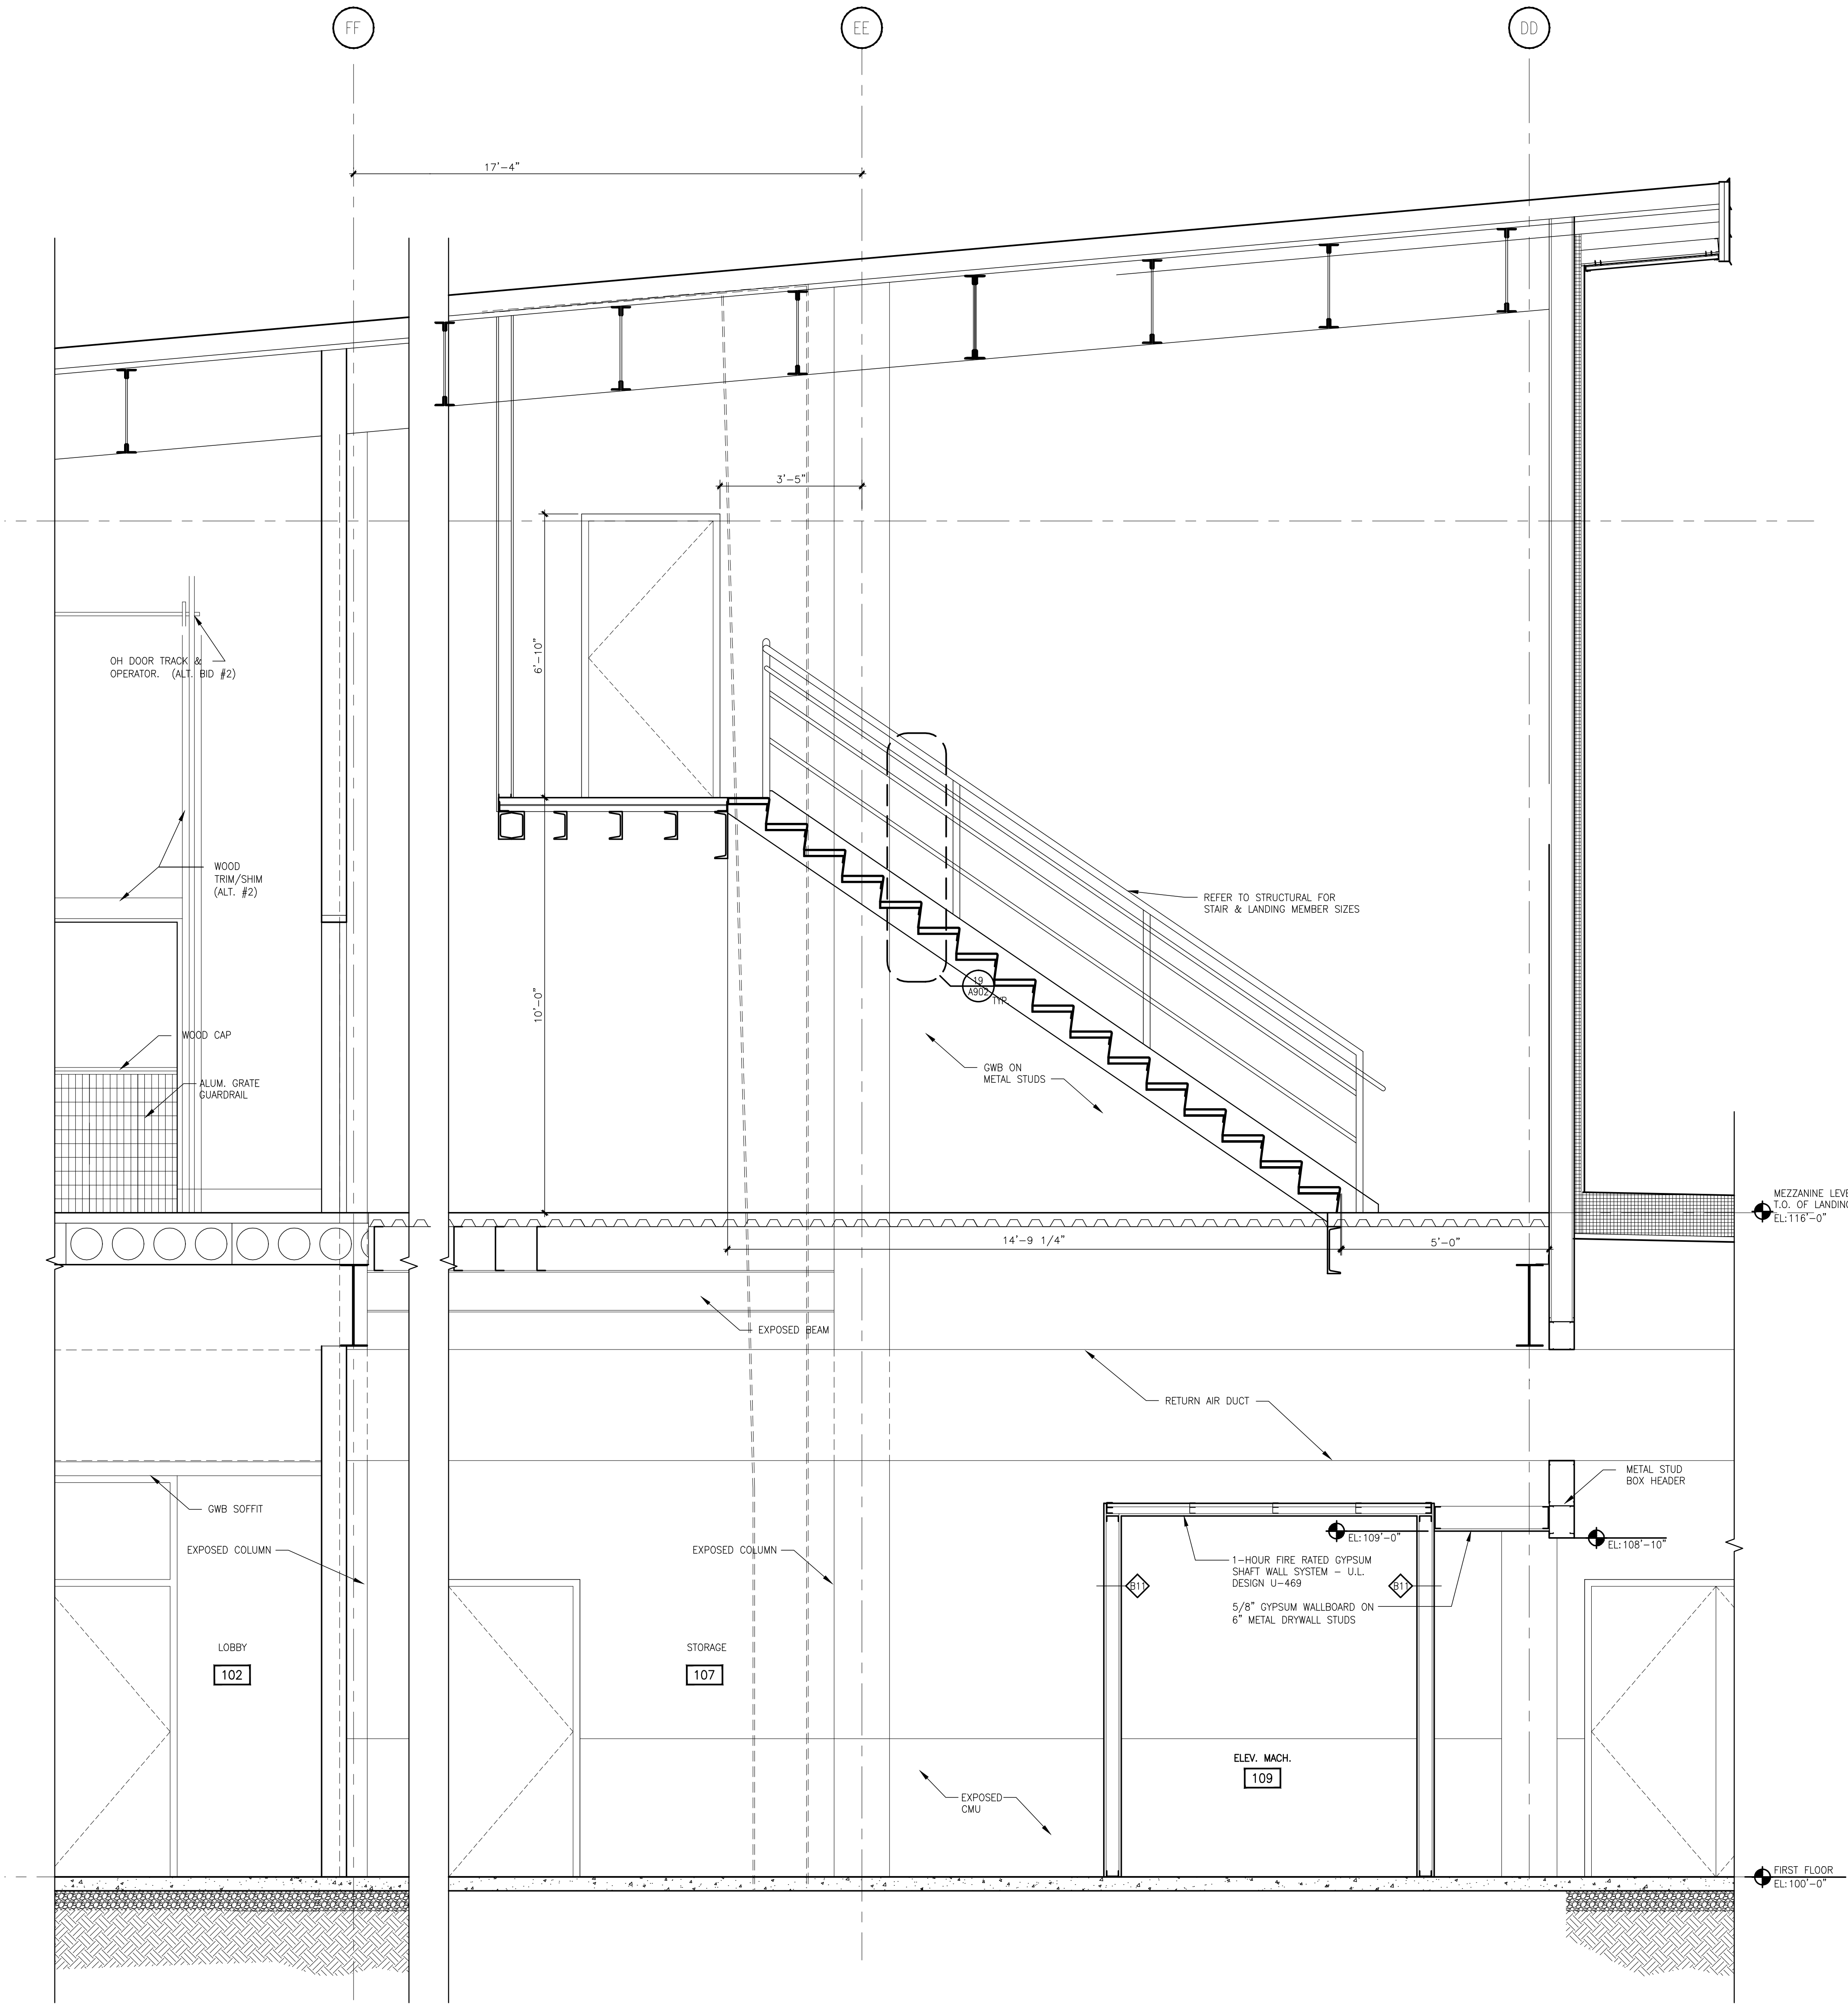 FF
EE
DD
17'-4"
3'-5"
6'-10"
OH DOOR TRACK &
OPERATOR. (ALT. BID #2)
WOOD
TRIM/SHIM
(ALT. #2)
REFER TO STRUCTURAL FOR
STAIR & LANDING MEMBER SIZES
19
A902
TYP
10'-0"
WOOD CAP
GWB ON
METAL STUDS
ALUM. GRATE
GUARDRAIL
MEZZANINE LEVE
T.O. OF LANDING
EL:116'-0"
14'-9 1/4"
5'-0"
EXPOSED BEAM
RETURN AIR DUCT
METAL STUD
BOX HEADER
GWB SOFFIT
EL:109'-0"
EL:108'-10"
EXPOSED COLUMN
EXPOSED COLUMN
1-HOUR FIRE RATED GYPSUM
SHAFT WALL SYSTEM - U.L.
DESIGN U-469
B11
B11
5/8" GYPSUM WALLBOARD ON
6" METAL DRYWALL STUDS
LOBBY
102
STORAGE
107
ELEV. MACH.
109
EXPOSED
CMU
FIRST FLOOR
EL:100'-0"